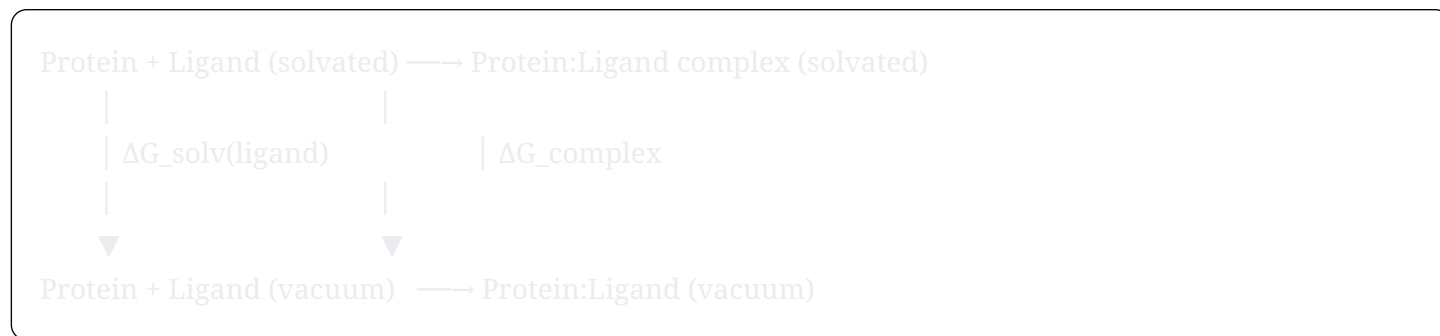 Protein + Ligand (solvated) ──→ Protein:Ligand complex (solvated)
│ │
│ ΔG_solv(ligand) │ ΔG_complex
│ │
▼ ▼
Protein + Ligand (vacuum) ──→ Protein:Ligand (vacuum)